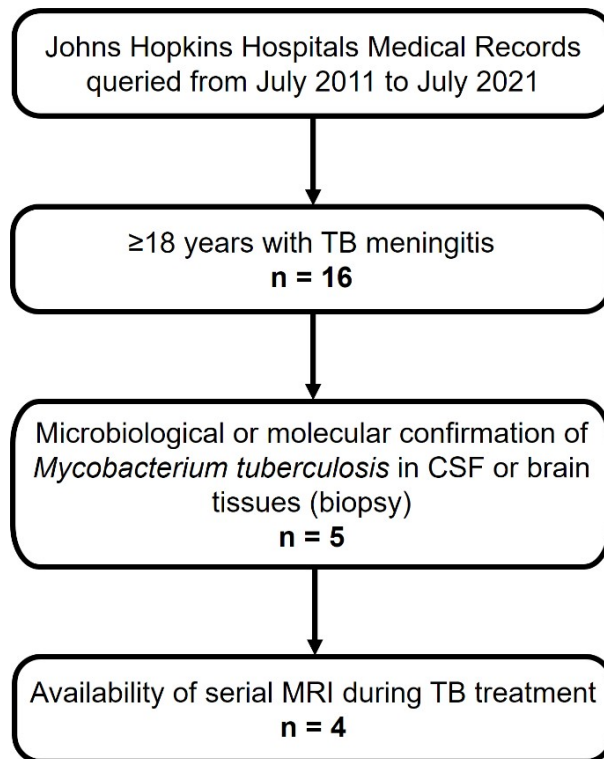 Johns Hopkins Hospitals Medical Records
queried from July 2011 to July 2021
≥18 years with TB meningitis
n = 16
Microbiological or molecular confirmation of
Mycobacterium tuberculosis in CSF or brain
tissues (biopsy)
n = 5
Availability of serial MRI during TB treatment
n = 4